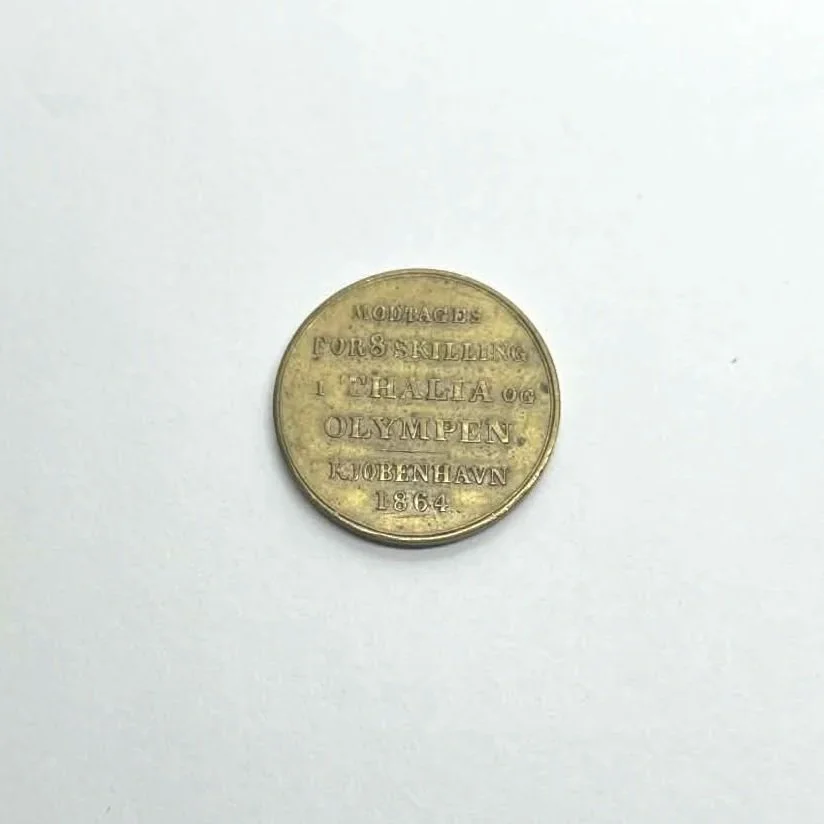 MODTAGES
FOR 8 SKILLING
I THALIA OG
OLYMPEN
KJOBENHAVN
1864